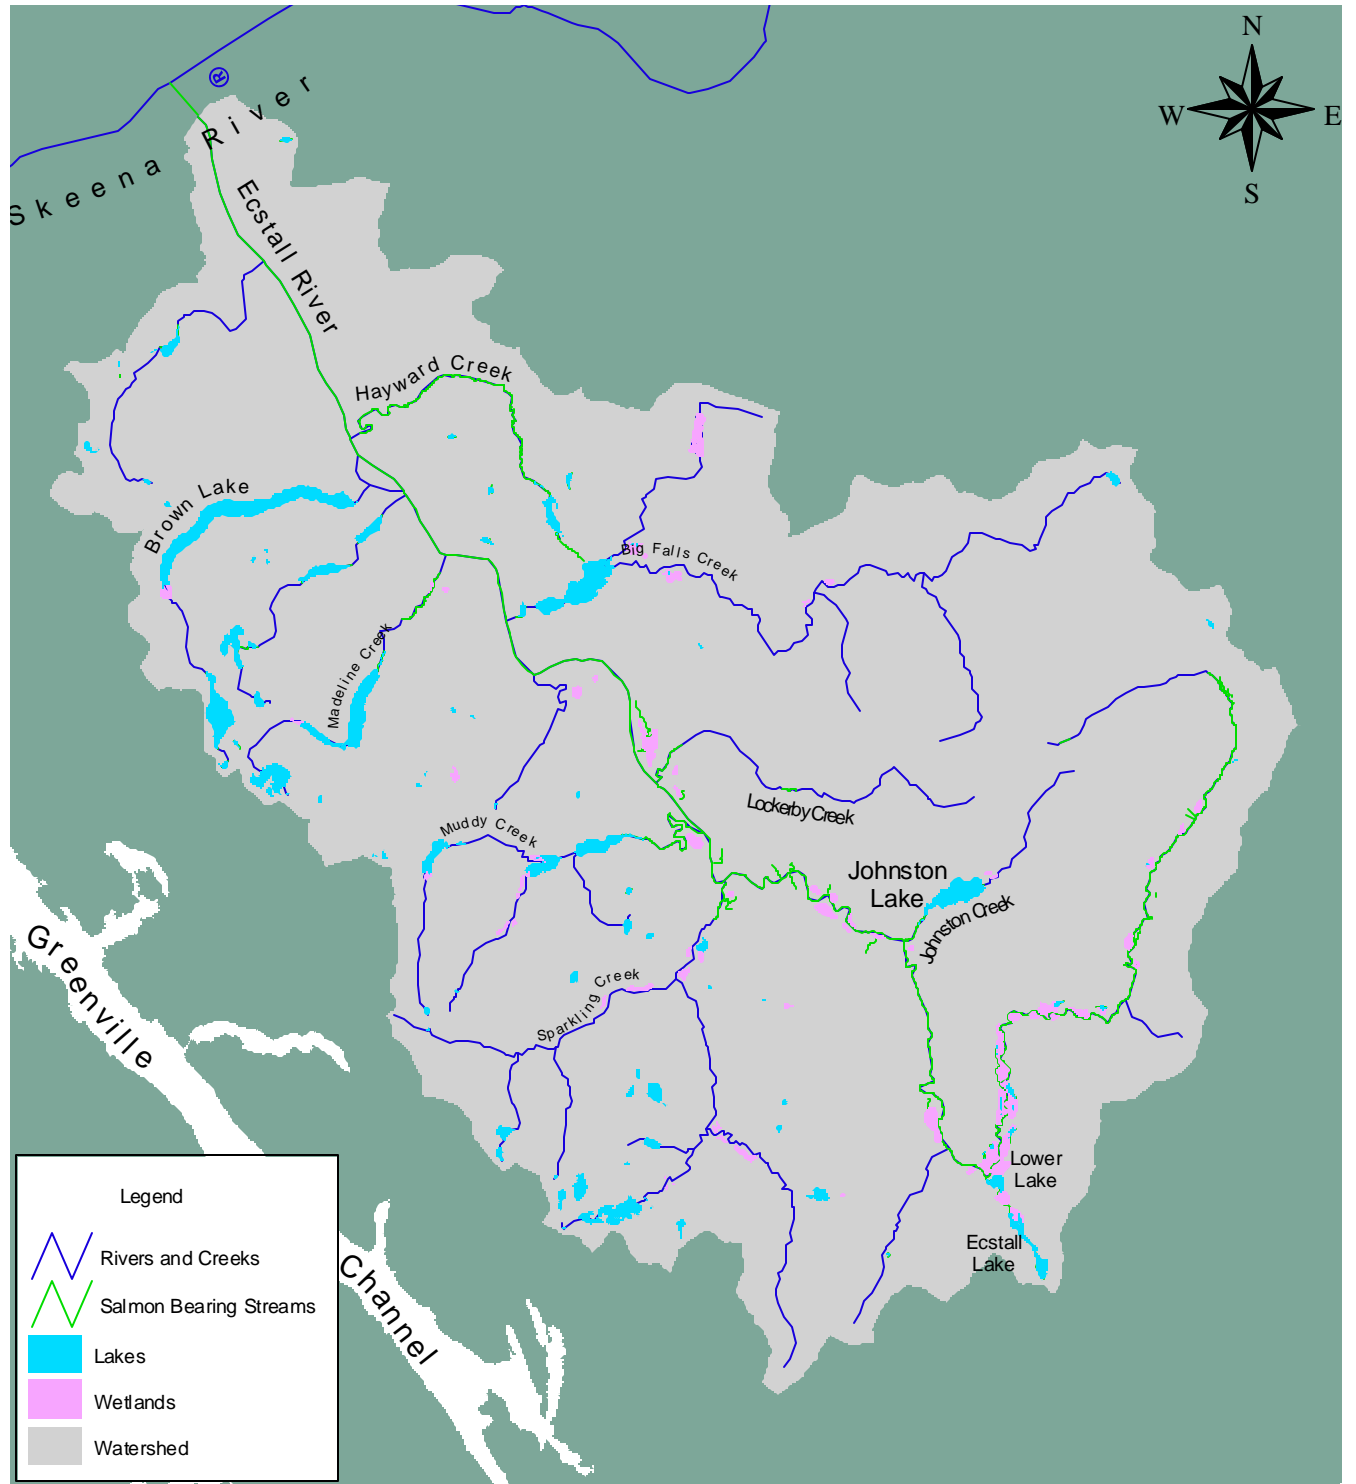 N
W
E
S
®
Skeena River
Ecstall River
Hayward Creek
Brown Lake
Big Falls Creek
Madeline Creek
Lockerby Creek
Muddy Creek
Johnston
Lake
Johnston Creek
Sparkling Creek
Greenville
Channel
Lower
Lake
Ecstall
Lake
Legend
Rivers and Creeks
Salmon Bearing Streams
Lakes
Wetlands
Watershed